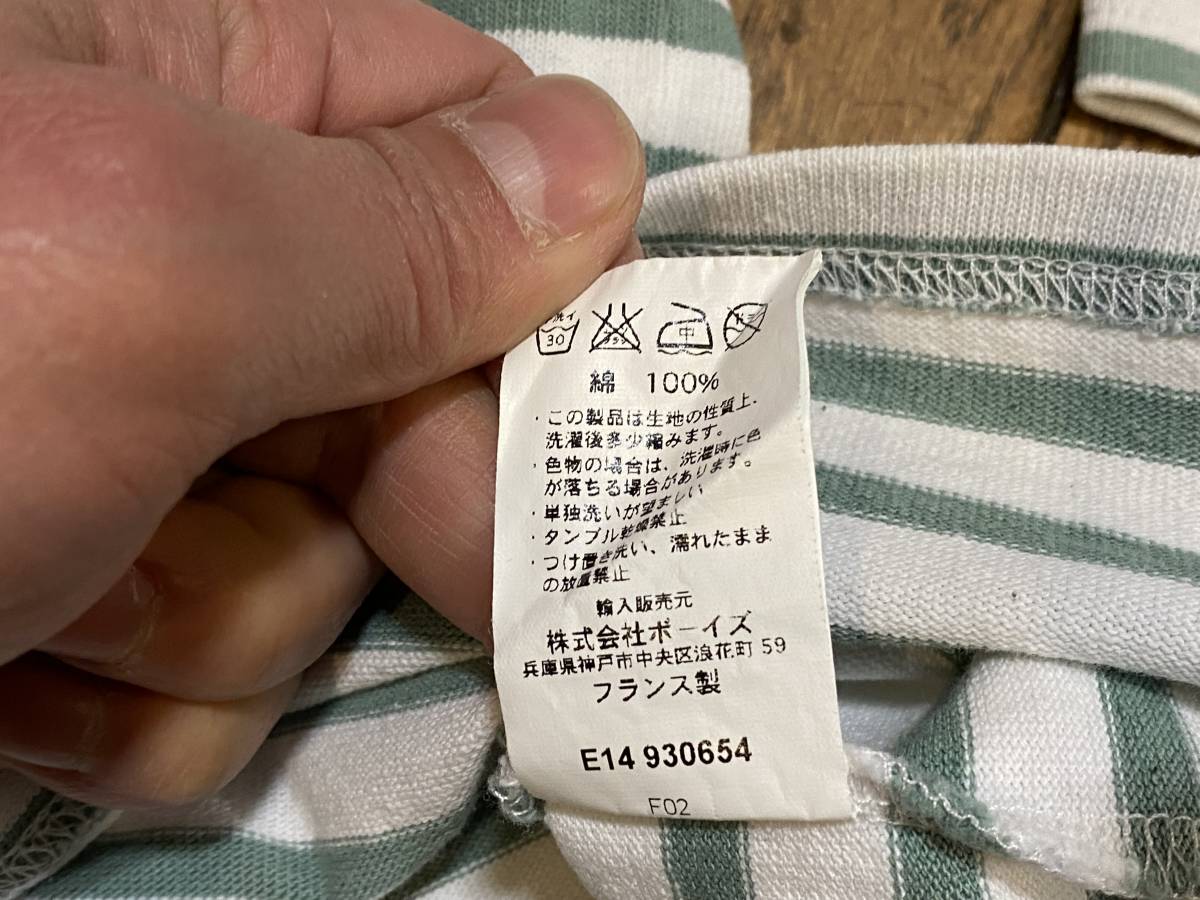 30
中
綿 100%
・この製品は生地の性質上、
洗濯後多少縮みます。
・色物の場合は、洗濯時に色
が落ちる場合があります。
・単独洗いが望ましい
・タンブル乾燥禁止
・つけ置き洗い、濡れたまま
の放置禁止
輸入販売元
株式会社ボーイズ
兵庫県神戸市中央区浪花町 59
フランス製
E14 930654
F02